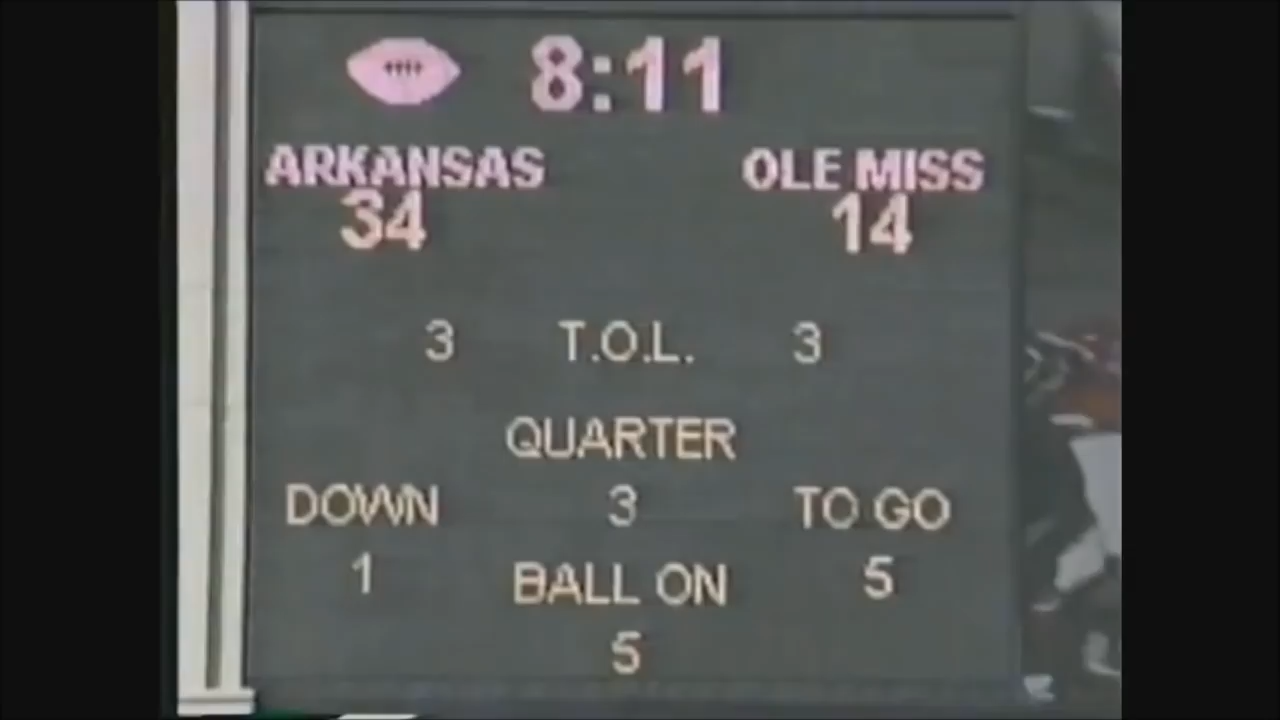 8:11
ARKANSAS OLE MISS
34 14
3 T.O.L. 3
QUARTER
DOWN 3 TO GO
1 BALL ON 5
5